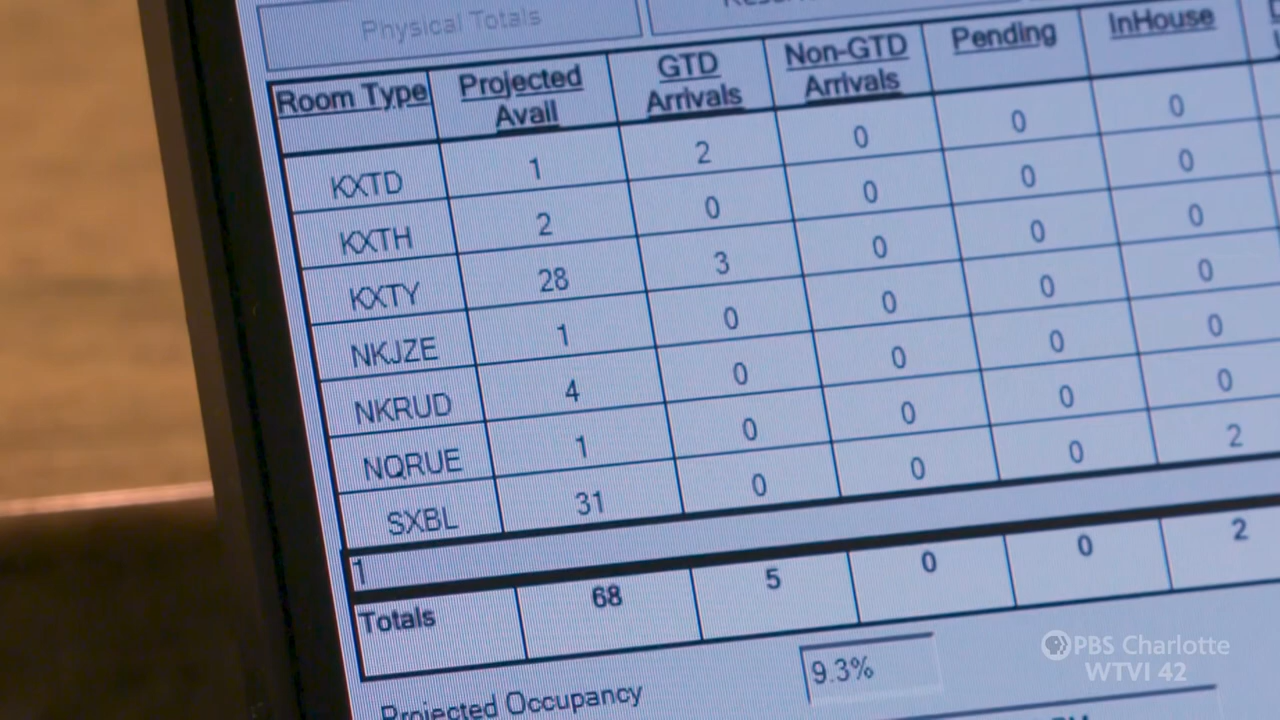 Physical Totals
Room Type Projected Avail GTD Arrivals Non-GTD Arrivals Pending InHouse
KXTD 1 2 0 0 0
KXTH 2 0 0 0 0
KXTY 28 3 0 0 0
NKJZE 1 0 0 0 0
NKRUD 4 0 0 0 0
NQRUE 1 0 0 0 0
SXBL 31 0 0 0 2
1
Totals 68 5 0 0 2
Projected Occupancy 9.3%
PBS Charlotte
WTVI 42